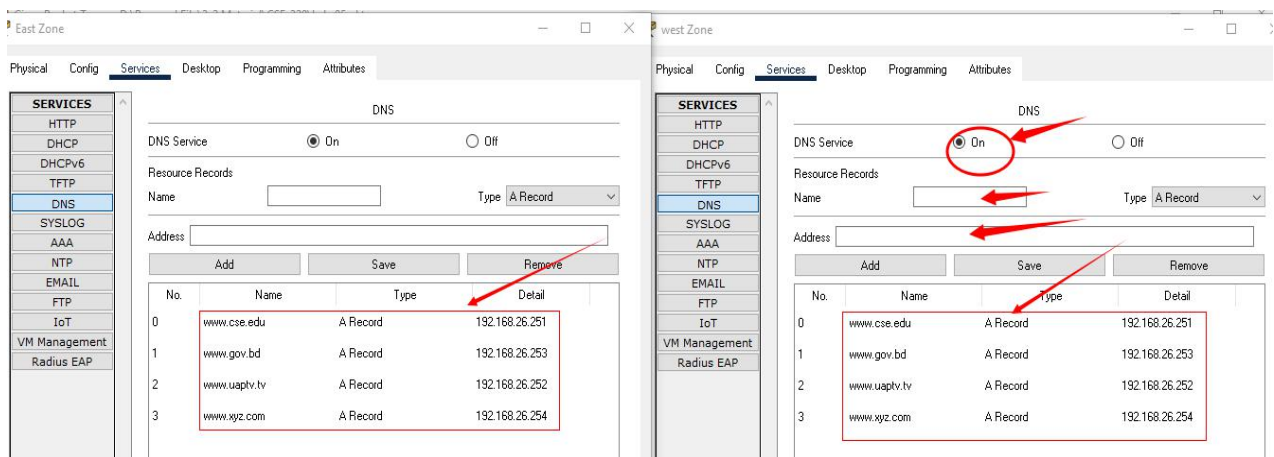 East Zone
Physical Config Services Desktop Programming Attributes
SERVICES
HTTP
DHCP
DHCPv6
TFTP
DNS
SYSLOG
AAA
NTP
EMAIL
FTP
IoT
VM Management
Radius EAP
DNS
DNS Service On Off
Resource Records
Name Type A Record
Address
Add Save Remove
No. Name Type Detail
0 www.cse.edu A Record 192.168.26.251
1 www.gov.bd A Record 192.168.26.253
2 www.uaptv.tv A Record 192.168.26.252
3 www.xyz.com A Record 192.168.26.254
west Zone
Physical Config Services Desktop Programming Attributes
SERVICES
HTTP
DHCP
DHCPv6
TFTP
DNS
SYSLOG
AAA
NTP
EMAIL
FTP
IoT
VM Management
Radius EAP
DNS
DNS Service On Off
Resource Records
Name Type A Record
Address
Add Save Remove
No. Name Type Detail
0 www.cse.edu A Record 192.168.26.251
1 www.gov.bd A Record 192.168.26.253
2 www.uaptv.tv A Record 192.168.26.252
3 www.xyz.com A Record 192.168.26.254